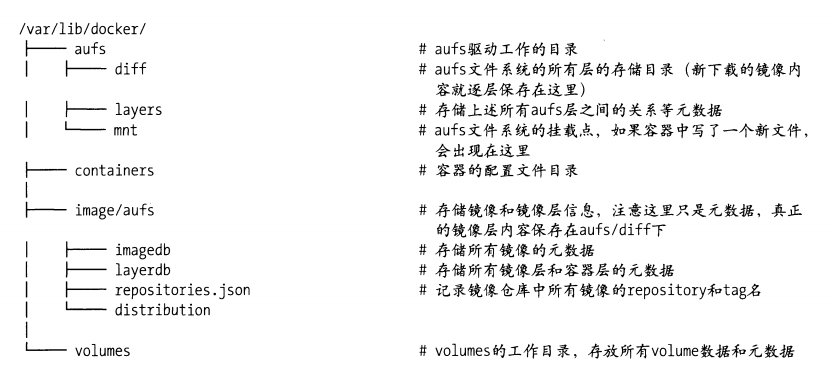 /var/lib/docker/
├── aufs # aufs驱动工作的目录
│ ├── diff # aufs文件系统的所有层的存储目录（新下载的镜像内
容就逐层保存在这里）
│ ├── layers # 存储上述所有aufs层之间的关系等元数据
│ └── mnt # aufs文件系统的挂载点，如果容器中写了一个新文件，
会出现在这里
├── containers # 容器的配置文件目录
│
├── image/aufs # 存储镜像和镜像层信息，注意这里只是元数据，真正
的镜像层内容保存在aufs/diff下
│ ├── imagedb # 存储所有镜像的元数据
│ ├── layerdb # 存储所有镜像层和容器层的元数据
│ ├── repositories.json # 记录镜像仓库中所有镜像的repository和tag名
│ └── distribution
│
└── volumes # volumes的工作目录，存放所有volume数据和元数据